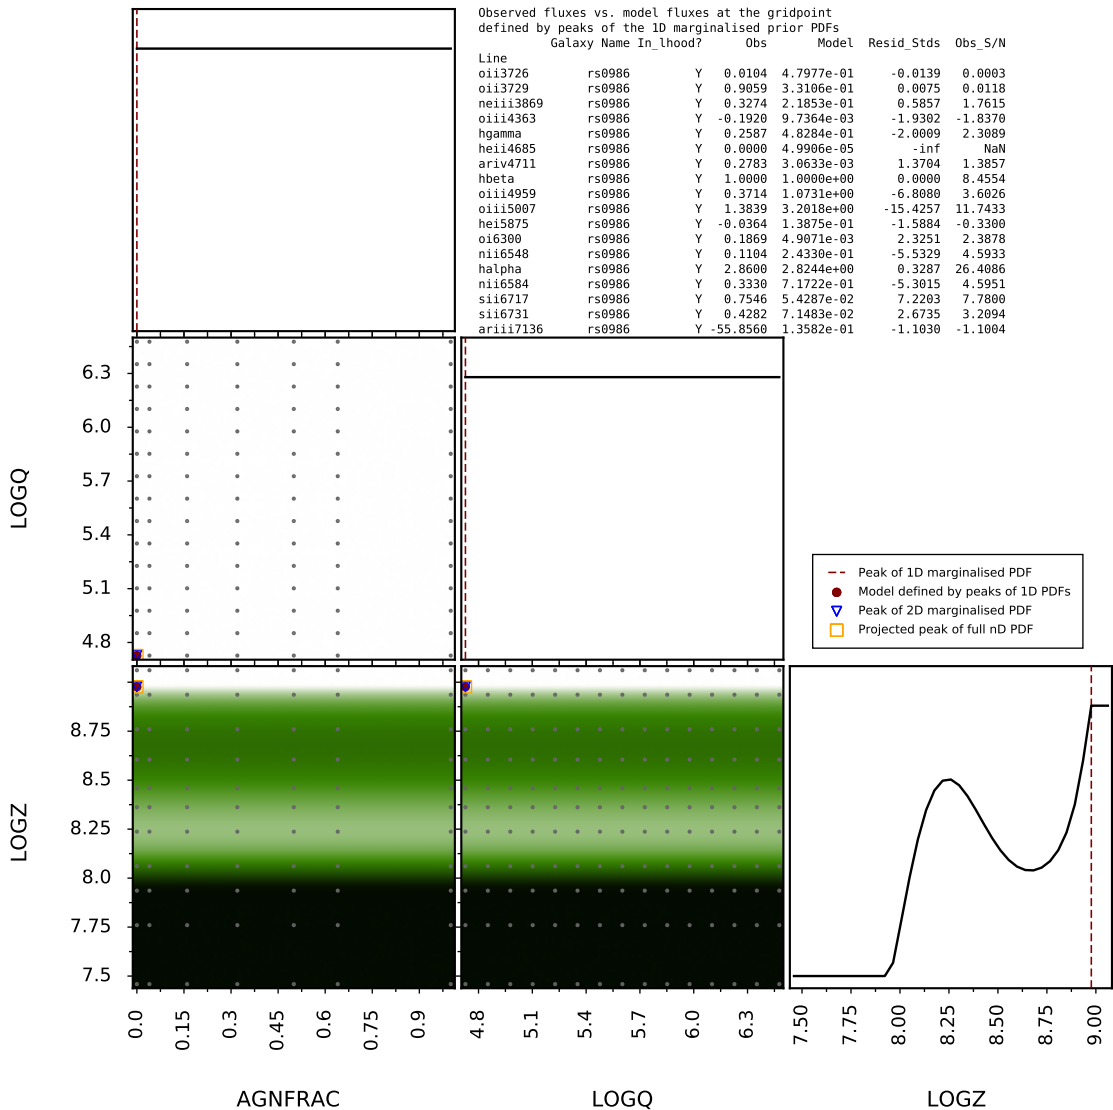 Observed fluxes vs. model fluxes at the gridpoint
defined by peaks of the 1D marginalised prior PDFs
Galaxy Name In_lhood? Obs Model Resid_Stds Obs_S/N
Line
oii3726 rs0986 Y 0.0104 4.7977e-01 -0.0139 0.0003
oii3729 rs0986 Y 0.9059 3.3106e-01 0.0075 0.0118
neiii3869 rs0986 Y 0.3274 2.1853e-01 0.5857 1.7615
oiii4363 rs0986 Y -0.1920 9.7364e-03 -1.9302 -1.8370
hgamma rs0986 Y 0.2587 4.8284e-01 -2.0009 2.3089
heii4685 rs0986 Y 0.0000 4.9906e-05 -inf NaN
ariv4711 rs0986 Y 0.2783 3.0633e-03 1.3704 1.3857
hbeta rs0986 Y 1.0000 1.0000e+00 0.0000 8.4554
oiii4959 rs0986 Y 0.3714 1.0731e+00 -6.8080 3.6026
oiii5007 rs0986 Y 1.3839 3.2018e+00 -15.4257 11.7433
hei5875 rs0986 Y -0.0364 1.3875e-01 -1.5884 -0.3300
oi6300 rs0986 Y 0.1869 4.9071e-03 2.3251 2.3878
nii6548 rs0986 Y 0.1104 2.4330e-01 -5.5329 4.5933
halpha rs0986 Y 2.8600 2.8244e+00 0.3287 26.4086
nii6584 rs0986 Y 0.3330 7.1722e-01 -5.3015 4.5951
sii6717 rs0986 Y 0.7546 5.4287e-02 7.2203 7.7800
sii6731 rs0986 Y 0.4282 7.1483e-02 2.6735 3.2094
ariii7136 rs0986 Y -55.8560 1.3582e-01 -1.1030 -1.1004
LOGQ
6.3
6.0
5.7
5.4
5.1
4.8
Peak of 1D marginalised PDF
Model defined by peaks of 1D PDFs
Peak of 2D marginalised PDF
Projected peak of full nD PDF
LOGZ
8.75
8.5
8.25
8.0
7.75
7.5
0.0 0.15 0.3 0.45 0.6 0.75 0.9
4.8 5.1 5.4 5.7 6.0 6.3
7.50 7.75 8.00 8.25 8.50 8.75 9.00
AGNFRAC LOGQ LOGZ